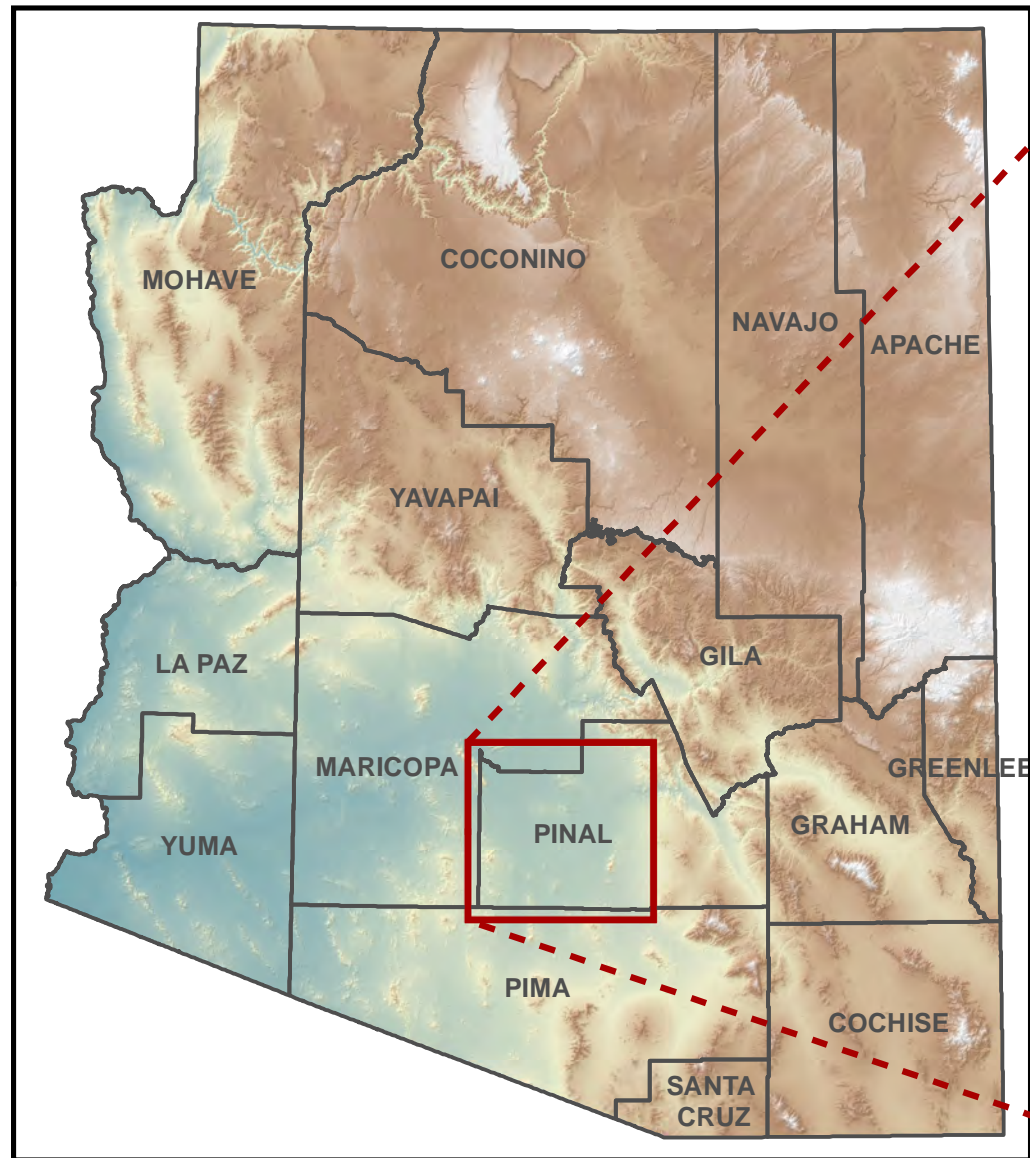 COCONINO
MOHAVE
NAVAJO
APACHE
YAVAPAI
GILA
LA PAZ
MARICOPA
GREENLEE
GRAHAM
PINAL
YUMA
PIMA
COCHISE
SANTA
CRUZ